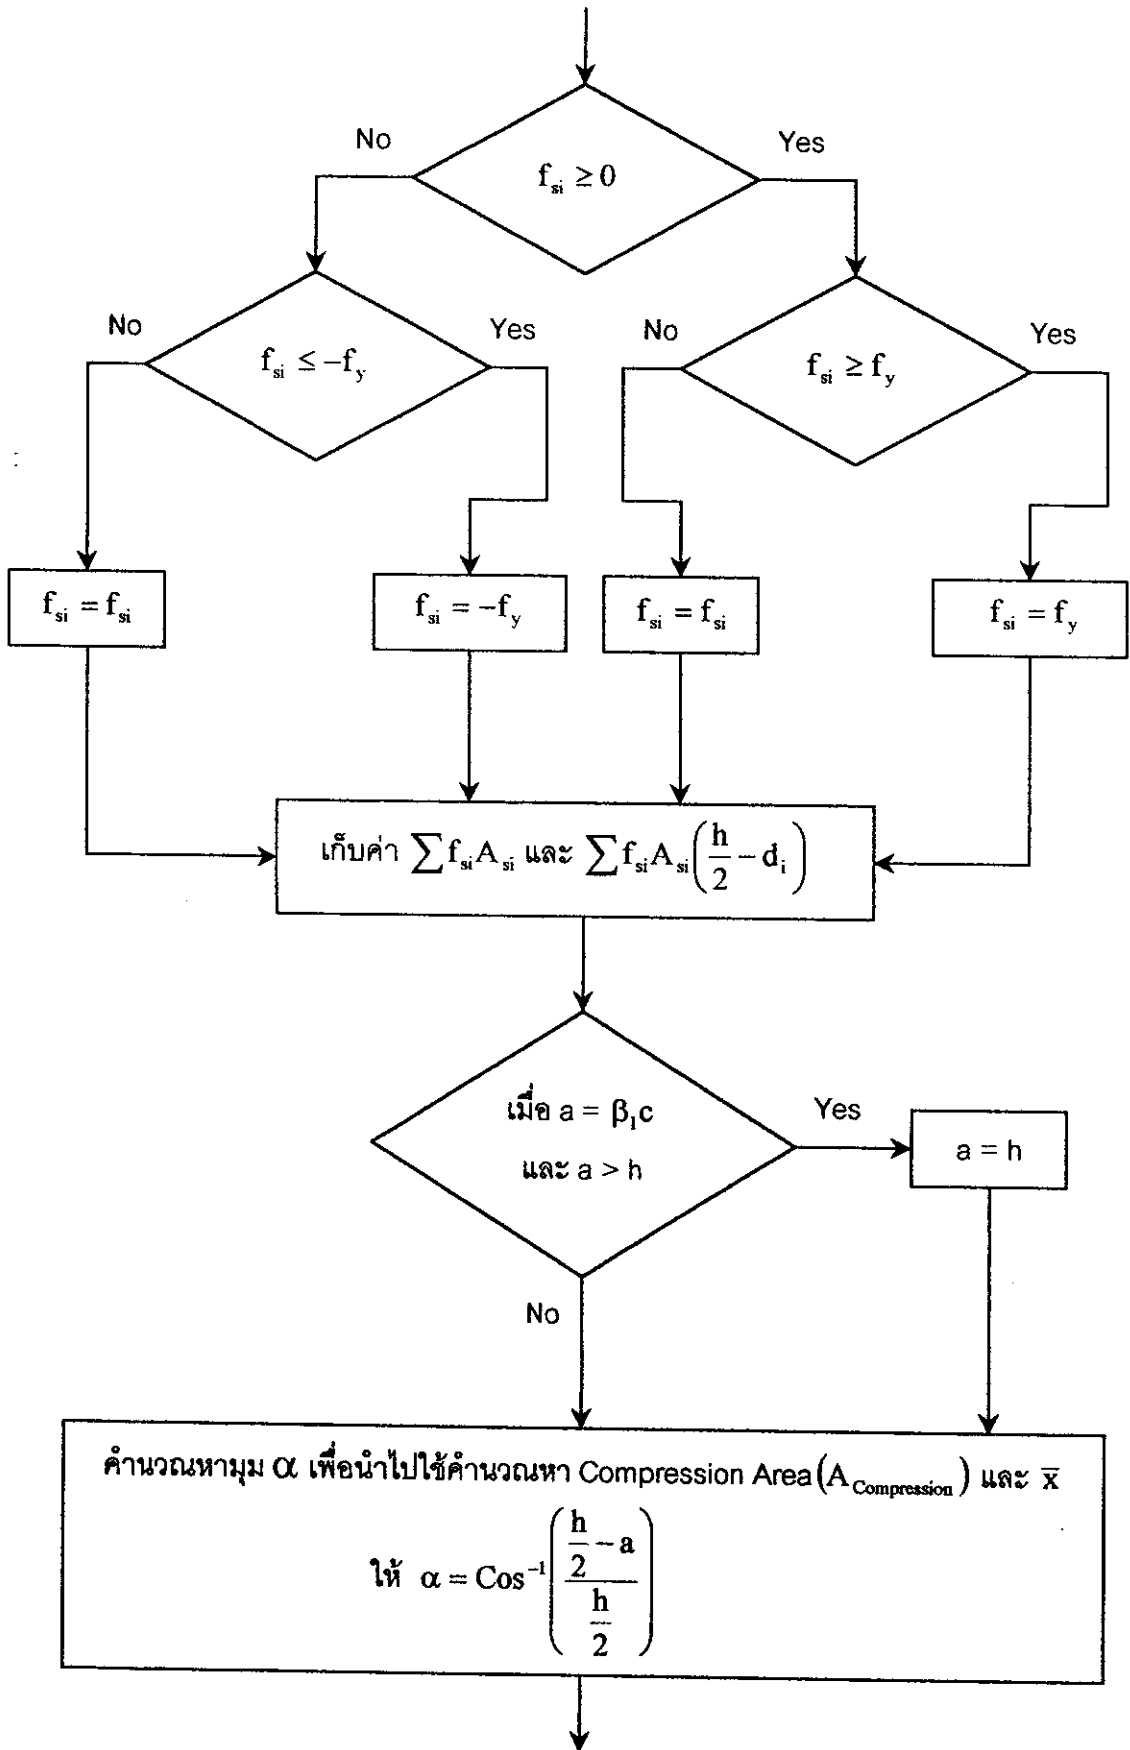 No
Yes
f_si ≥ 0
No
Yes
No
Yes
f_si ≤ −f_y
f_si ≥ f_y
f_si = f_si
f_si = −f_y
f_si = f_si
f_si = f_y
เก็บค่า ∑f_si A_si และ ∑f_si A_si (h/2 − d_i)
เมื่อ a = β₁c
Yes
a = h
และ a > h
No
คำนวณหามุม α เพื่อนำไปใช้คำนวณหา Compression Area (A_Compression) และ x̄
ให้ α = Cos⁻¹((h/2 − a)/(h/2))